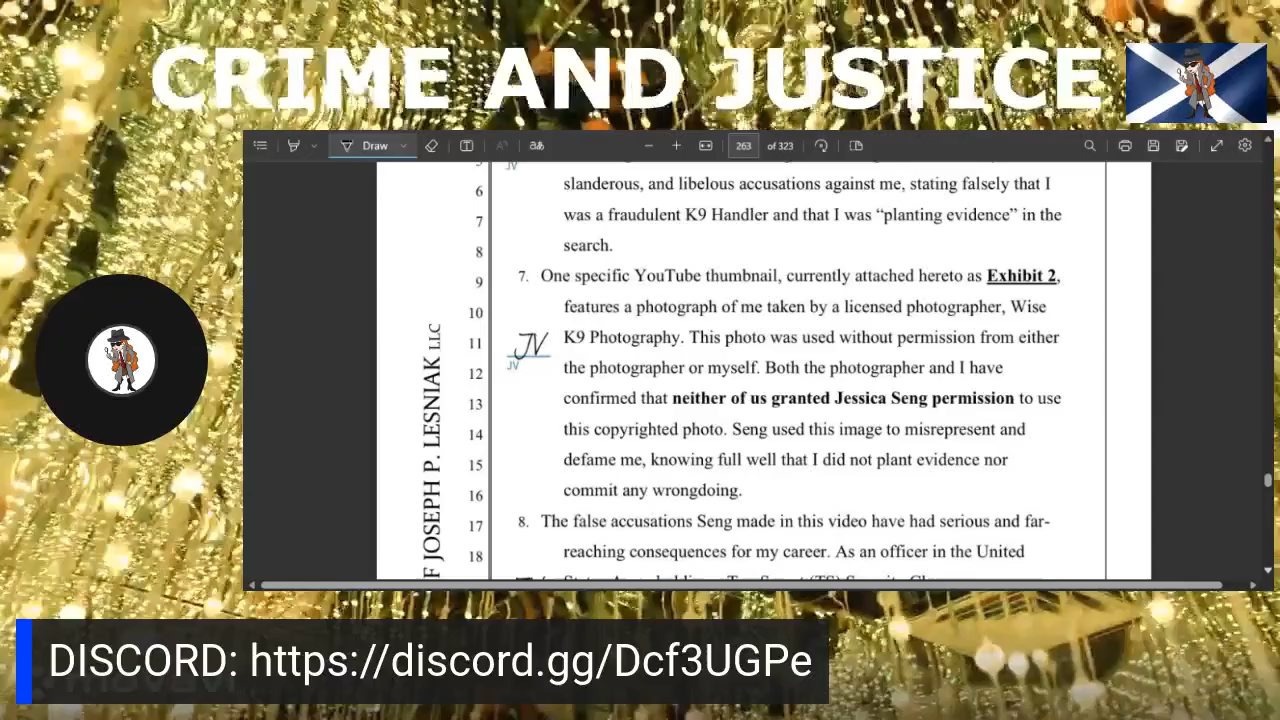 CRIME AND JUSTICE
Draw
263 of 323
JV
6 slanderous, and libelous accusations against me, stating falsely that I
7 was a fraudulent K9 Handler and that I was “planting evidence” in the
8 search.
9 7. One specific YouTube thumbnail, currently attached hereto as Exhibit 2,
10 features a photograph of me taken by a licensed photographer, Wise
11 K9 Photography. This photo was used without permission from either
JV
JV
12 the photographer or myself. Both the photographer and I have
13 confirmed that neither of us granted Jessica Seng permission to use
14 this copyrighted photo. Seng used this image to misrepresent and
15 defame me, knowing full well that I did not plant evidence nor
16 commit any wrongdoing.
17 8. The false accusations Seng made in this video have had serious and far-
18 reaching consequences for my career. As an officer in the United
F JOSEPH P. LESNIAK LLC
DISCORD: https://discord.gg/Dcf3UGPe